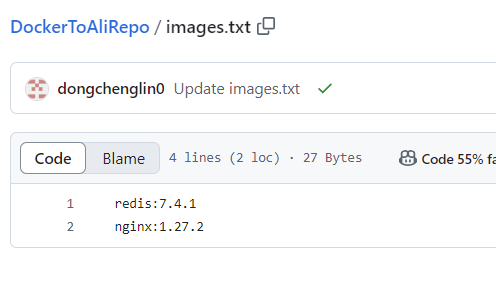 DockerToAliRepo / images.txt
dongchenglin0 Update images.txt
Code Blame 4 lines (2 loc) · 27 Bytes Code 55% fa
1 redis:7.4.1
2 nginx:1.27.2